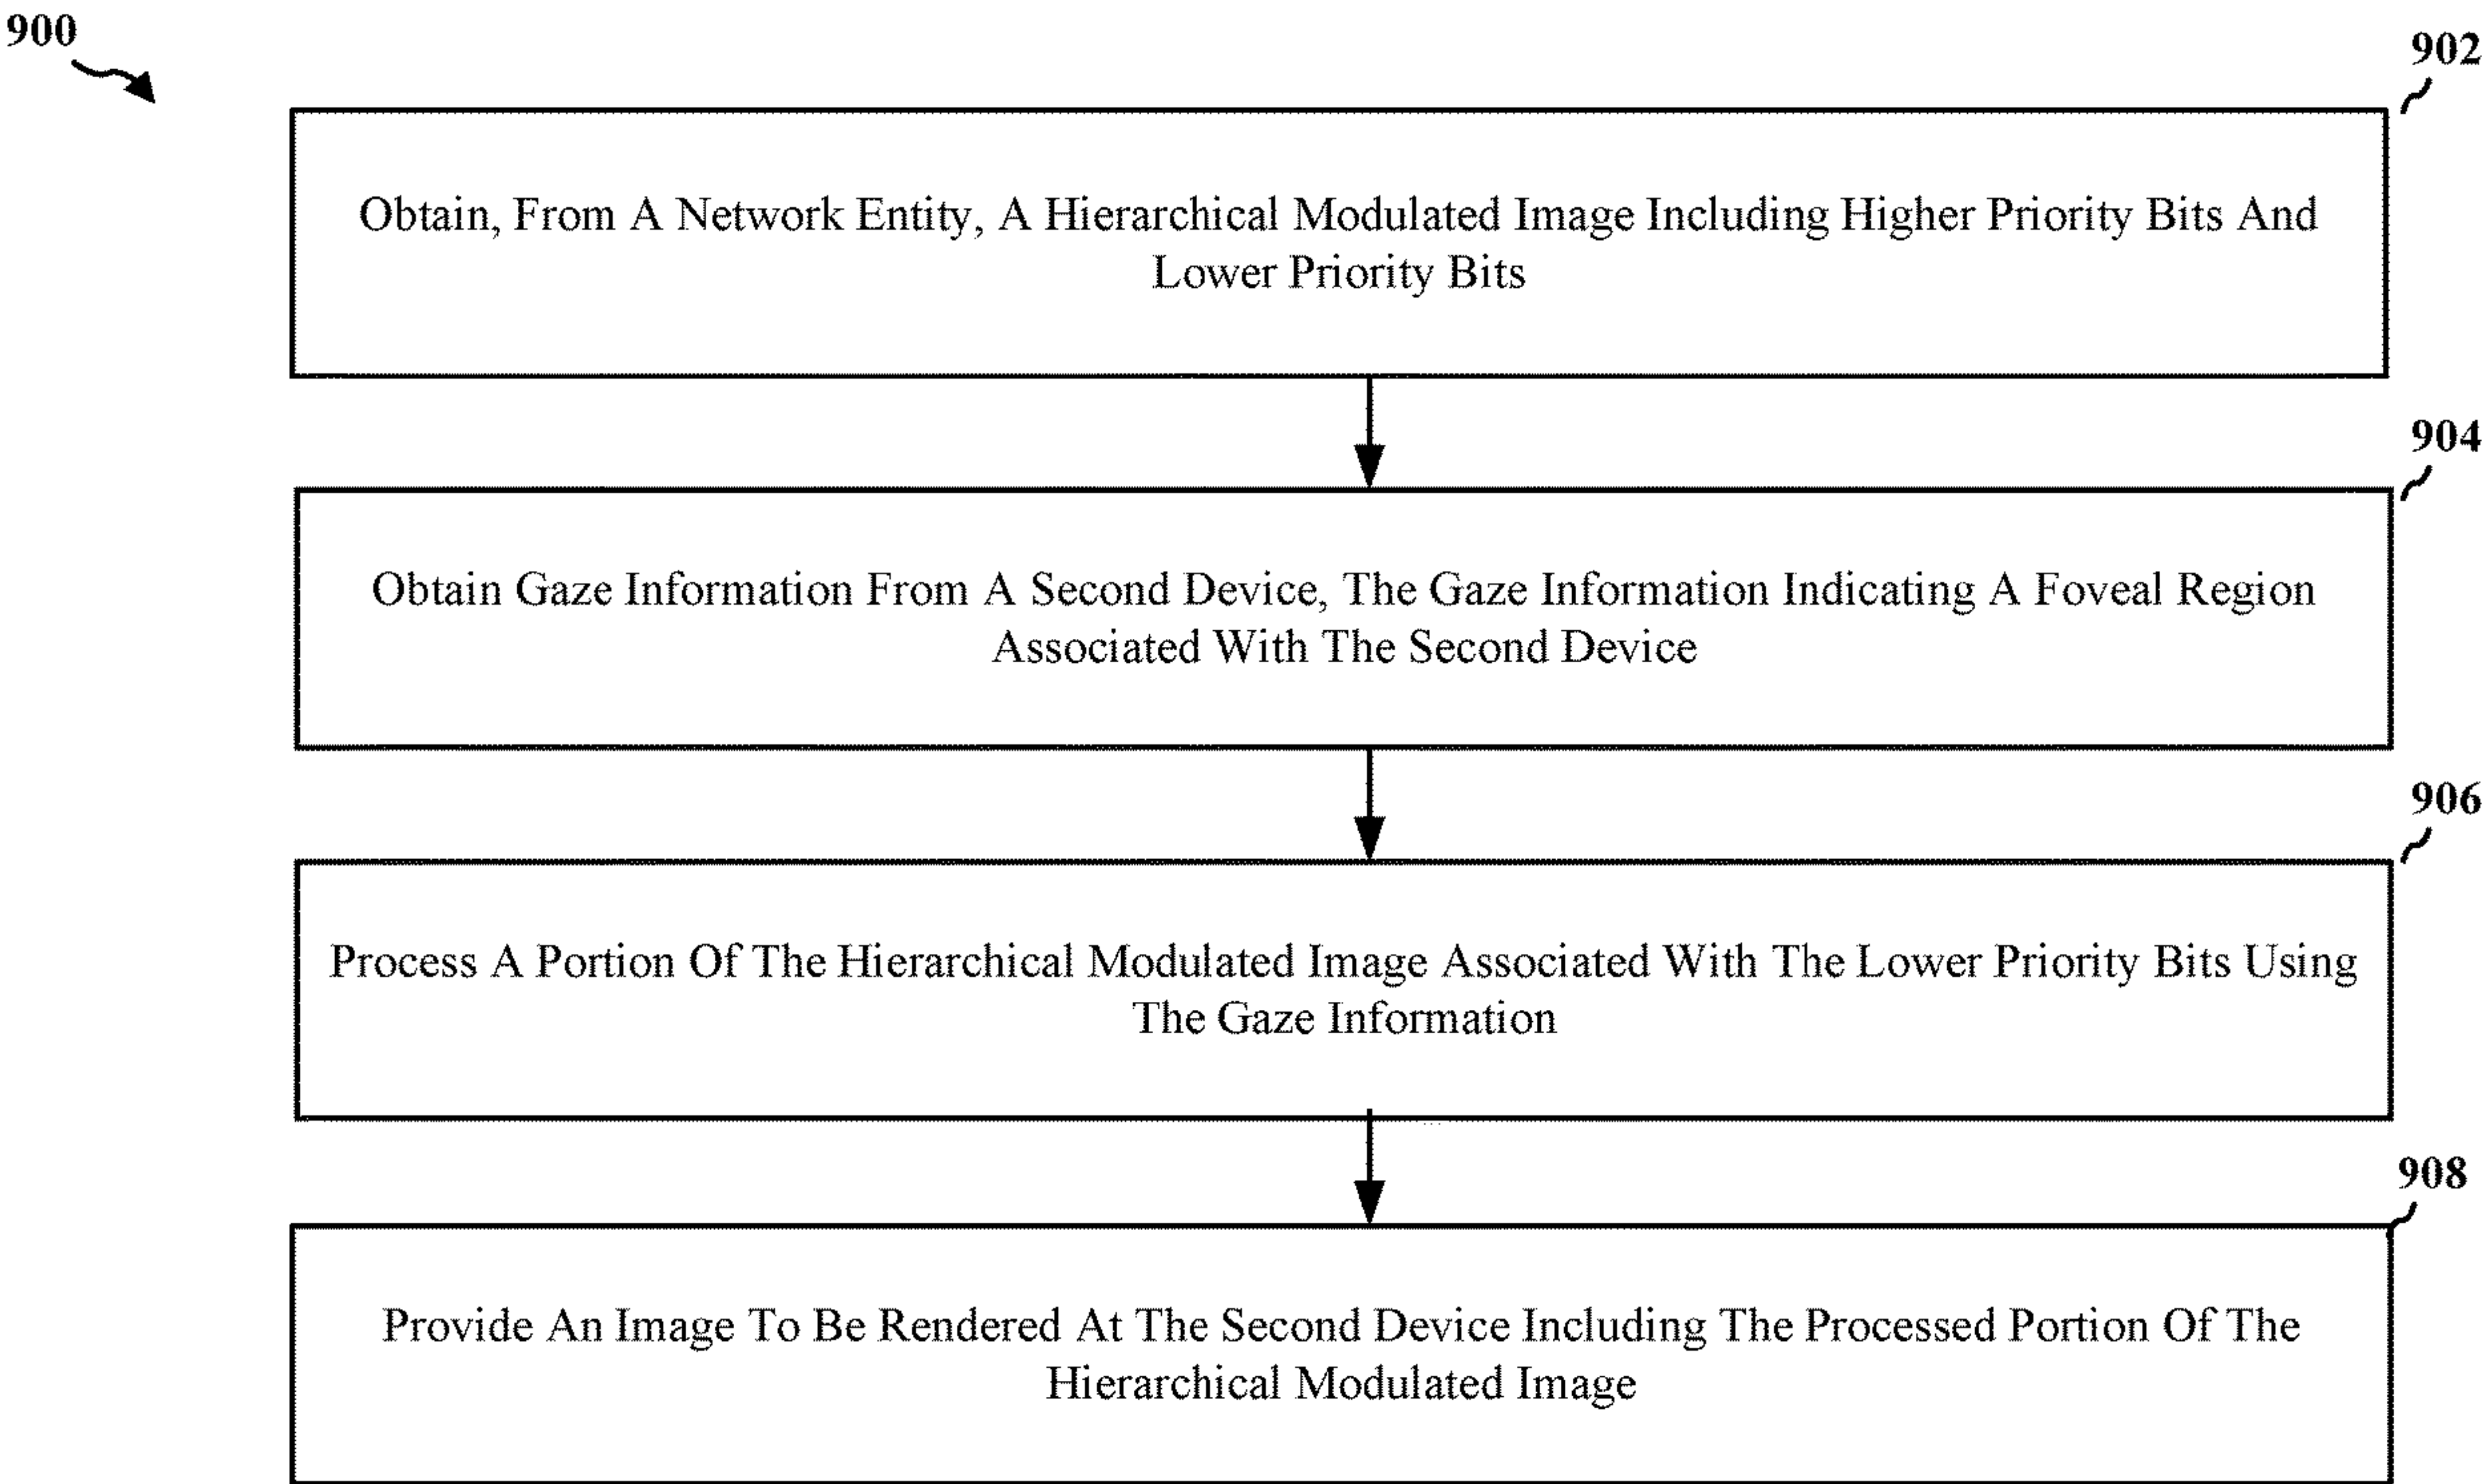 900
902
Obtain, From A Network Entity, A Hierarchical Modulated Image Including Higher Priority Bits And
Lower Priority Bits
904
Obtain Gaze Information From A Second Device, The Gaze Information Indicating A Foveal Region
Associated With The Second Device
906
Process A Portion Of The Hierarchical Modulated Image Associated With The Lower Priority Bits Using
The Gaze Information
908
Provide An Image To Be Rendered At The Second Device Including The Processed Portion Of The
Hierarchical Modulated Image